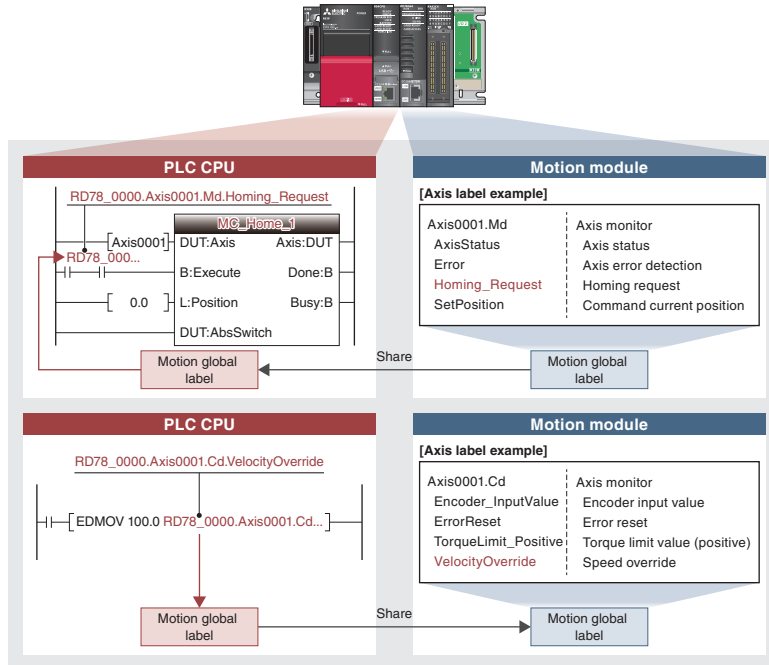 MITSUBISHI
ELECTRIC
PLC CPU
RD78_0000.Axis0001.Md.Homing_Request
MC_Home_1
Axis0001
DUT:Axis
Axis:DUT
RD78_000...
B:Execute
Done:B
0.0
L:Position
Busy:B
DUT:AbsSwitch
Motion global
label
Share
Motion module
[Axis label example]
Axis0001.Md Axis monitor
AxisStatus Axis status
Error Axis error detection
Homing_Request Homing request
SetPosition Command current position
Motion global
label
PLC CPU
RD78_0000.Axis0001.Cd.VelocityOverride
EDMOV 100.0 RD78_0000.Axis0001.Cd...
Motion global
label
Share
Motion module
[Axis label example]
Axis0001.Cd Axis monitor
Encoder_InputValue Encoder input value
ErrorReset Error reset
TorqueLimit_Positive Torque limit value (positive)
VelocityOverride Speed override
Motion global
label